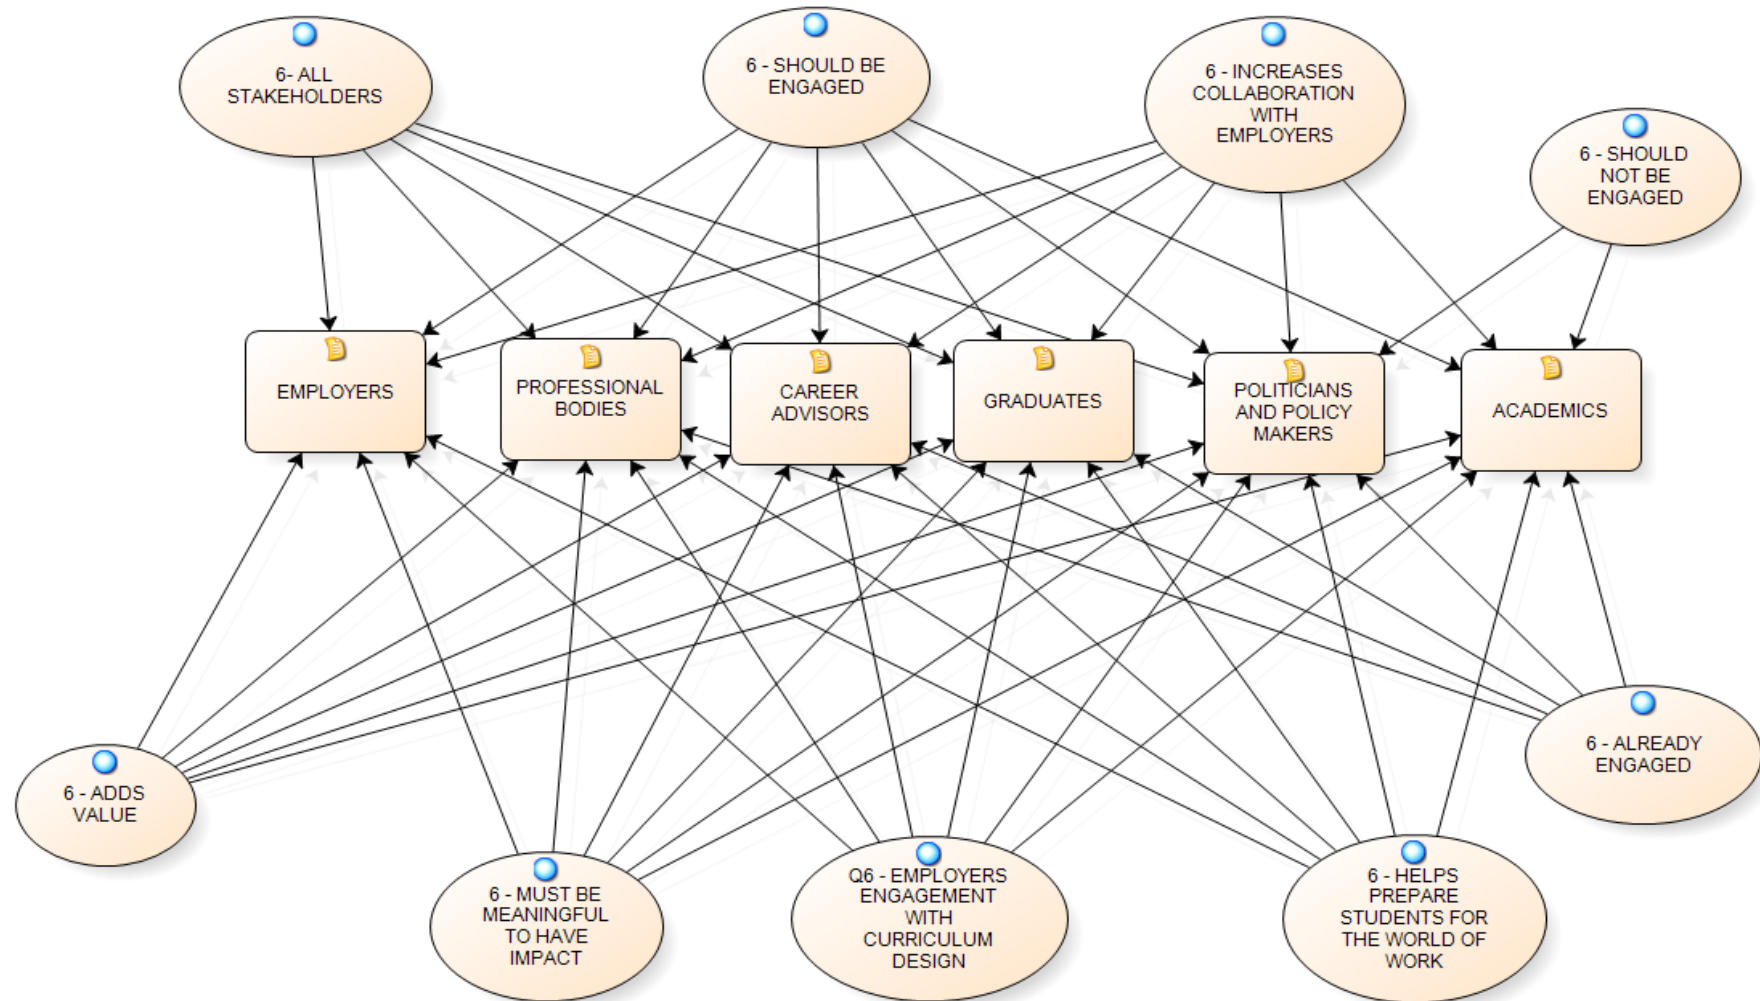 6- ALL
STAKEHOLDERS
6 - SHOULD BE
ENGAGED
6 - INCREASES
COLLABORATION
WITH
EMPLOYERS
6 - SHOULD
NOT BE
ENGAGED
EMPLOYERS
PROFESSIONAL
BODIES
CAREER
ADVISORS
GRADUATES
POLITICIANS
AND POLICY
MAKERS
ACADEMICS
6 - ADDS
VALUE
6 - MUST BE
MEANINGFUL
TO HAVE
IMPACT
Q6 - EMPLOYERS
ENGAGEMENT
WITH
CURRICULUM
DESIGN
6 - HELPS
PREPARE
STUDENTS FOR
THE WORLD OF
WORK
6 - ALREADY
ENGAGED